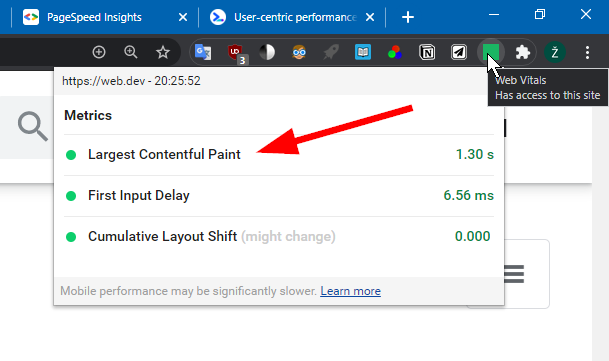 PageSpeed Insights
User-centric performance
3
Ž
Web Vitals
Has access to this site
https://web.dev - 20:25:52
Metrics
Largest Contentful Paint 1.30 s
First Input Delay 6.56 ms
Cumulative Layout Shift (might change) 0.000
Mobile performance may be significantly slower. Learn more